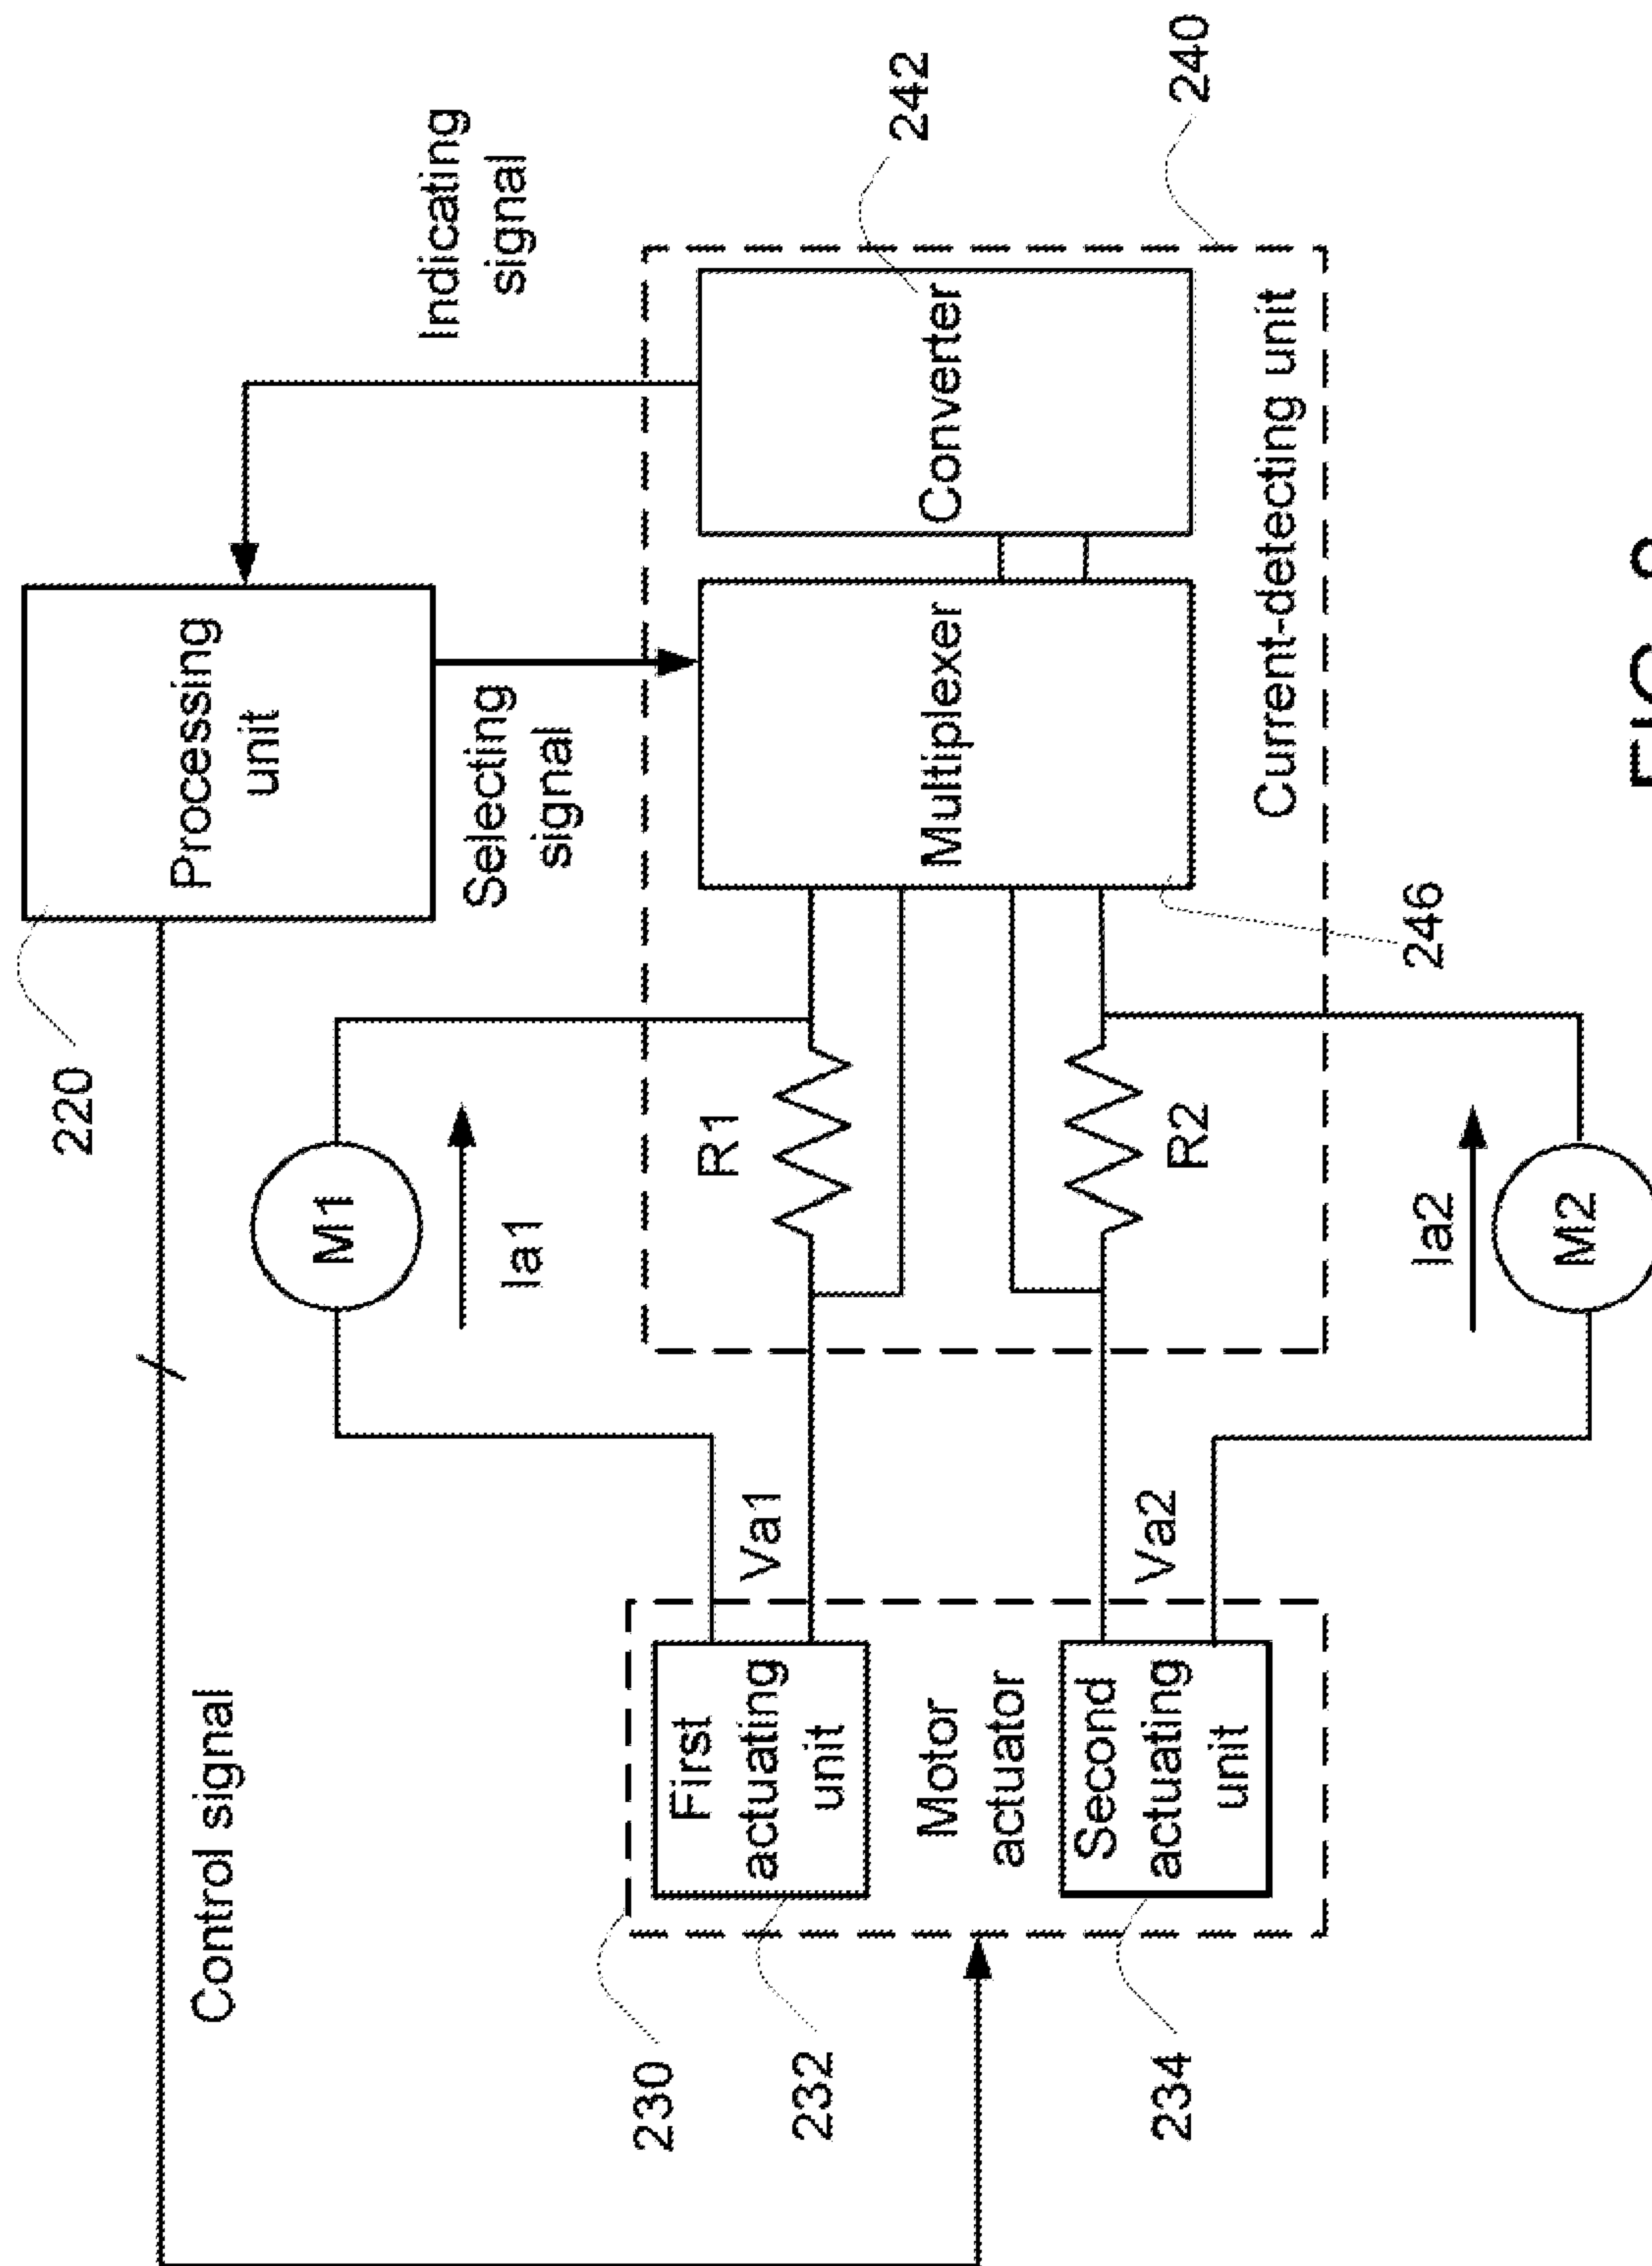 Control signal
220
Processing
unit
Indicating
signal
Selecting
signal
M1
Ia1
242
240
230
232
234
First
actuating
unit
Motor
actuator
Second
actuating
unit
Va1
Va2
R1
R2
Multiplexer
Converter
Current-detecting unit
246
Ia2
M2